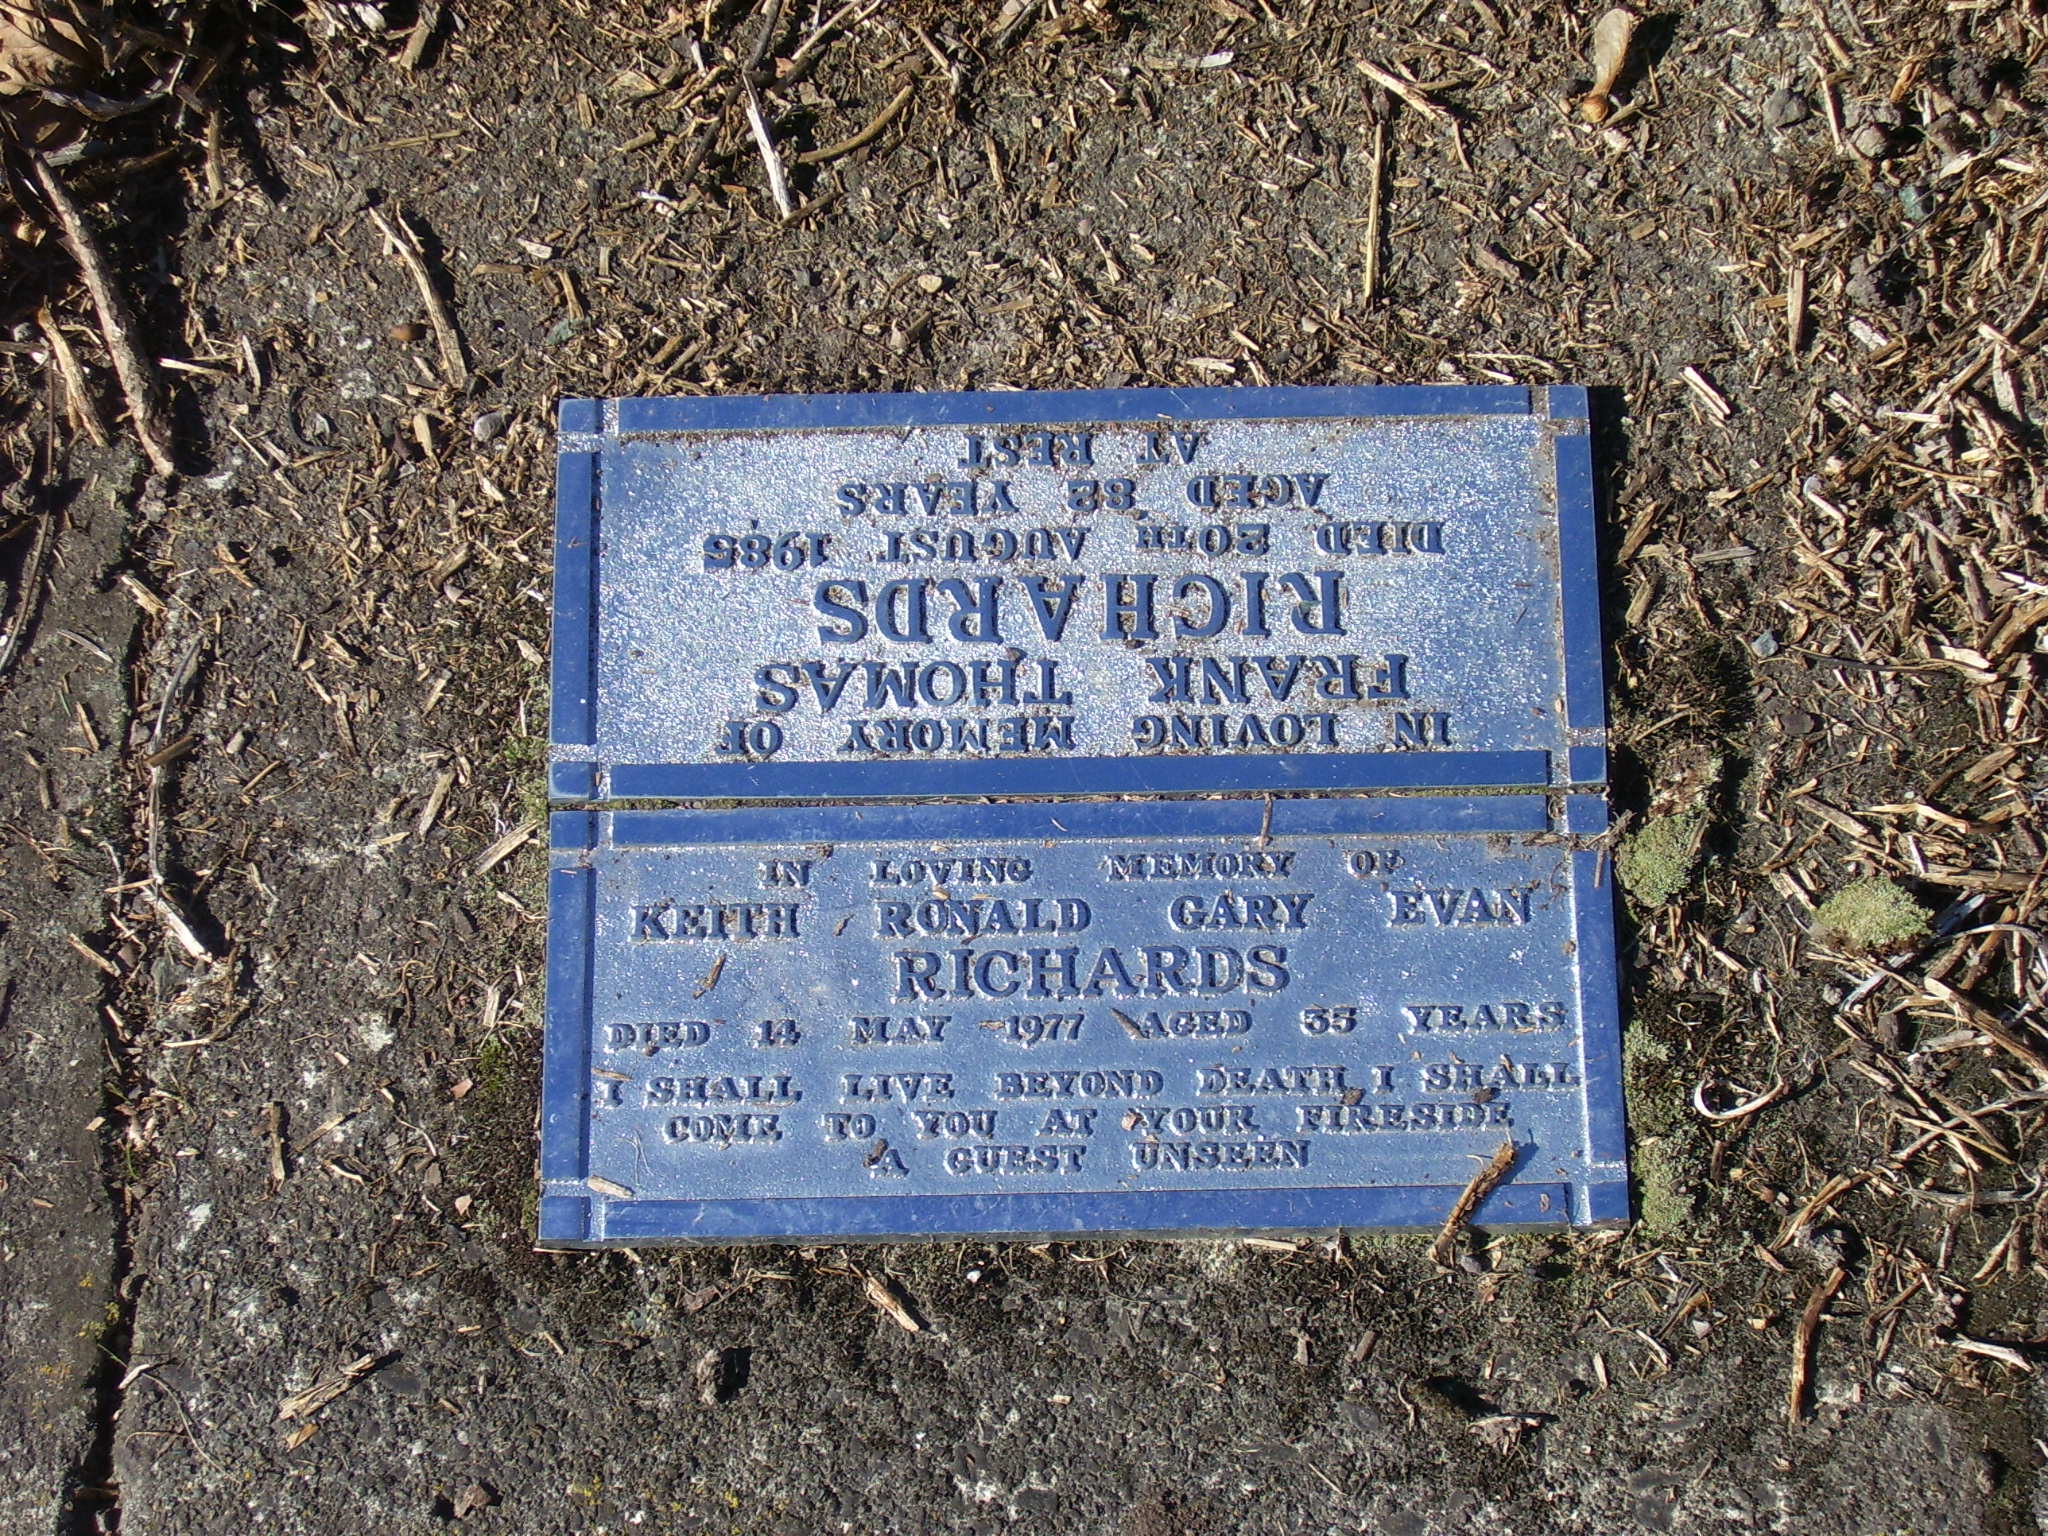 IN LOVING MEMORY OF
FRANK THOMAS
RICHARDS
DIED 20TH AUGUST 1985
AGED 82 YEARS
AT REST
IN LOVING MEMORY OF
KEITH RONALD GARY EVAN
RICHARDS
DIED 14 MAY 1977 AGED 33 YEARS
I SHALL LIVE BEYOND DEATH, I SHALL
COME TO YOU AT YOUR FIRESIDE
A GUEST UNSEEN